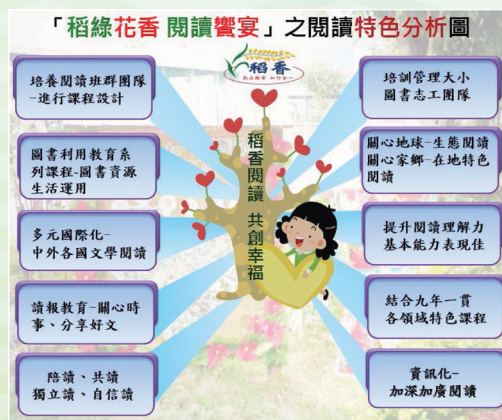 「稻綠花香 閱讀饗宴」之閱讀特色分析圖
稻香
培養閱讀班群團隊
-進行課程設計
圖書利用教育系
列課程-圖書資源
生活運用
多元國際化-
中外各國文學閱讀
讀報教育-關心時
事、分享好文
陪讀、共讀
獨立讀、自信讀
稻香閱讀 共創幸福
培訓管理大小
圖書志工團隊
關心地球-生態閱讀
關心家鄉-在地特色
閱讀
提升閱讀理解力
基本能力表現佳
結合九年一貫
各領域特色課程
資訊化-
加深加廣閱讀